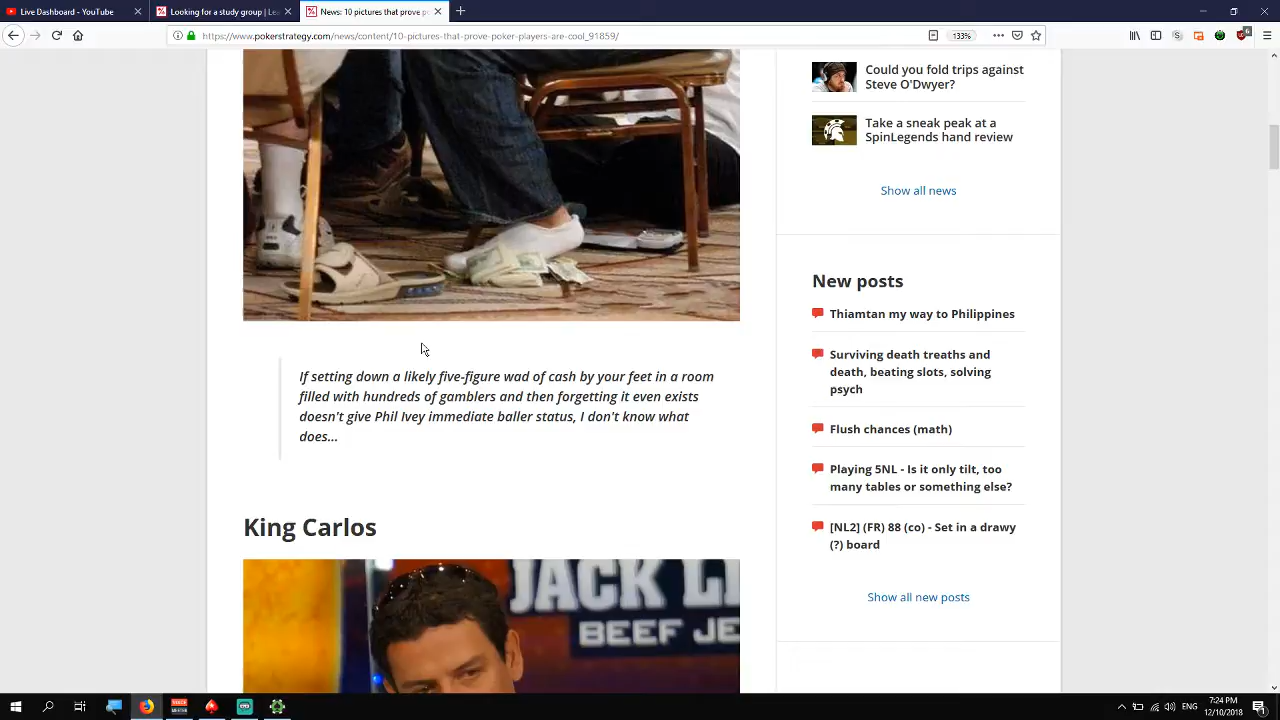 Live Dashboard - YouTube
Looking for a study group | Lea
News: 10 pictures that prove po
https://www.pokerstrategy.com/news/content/10-pictures-that-prove-poker-players-are-cool_91859/
133%
Could you fold trips against
Steve O'Dwyer?
Take a sneak peak at a
SpinLegends hand review
Show all news
New posts
Thiamtan my way to Philippines
Surviving death treaths and
death, beating slots, solving
psych
Flush chances (math)
Playing 5NL - Is it only tilt, too
many tables or something else?
[NL2] (FR) 88 (co) - Set in a drawy
(?) board
Show all new posts
If setting down a likely five-figure wad of cash by your feet in a room
filled with hundreds of gamblers and then forgetting it even exists
doesn't give Phil Ivey immediate baller status, I don't know what
does...
King Carlos
JACK LI
BEEF JE
ENG
7:24 PM
12/10/2018